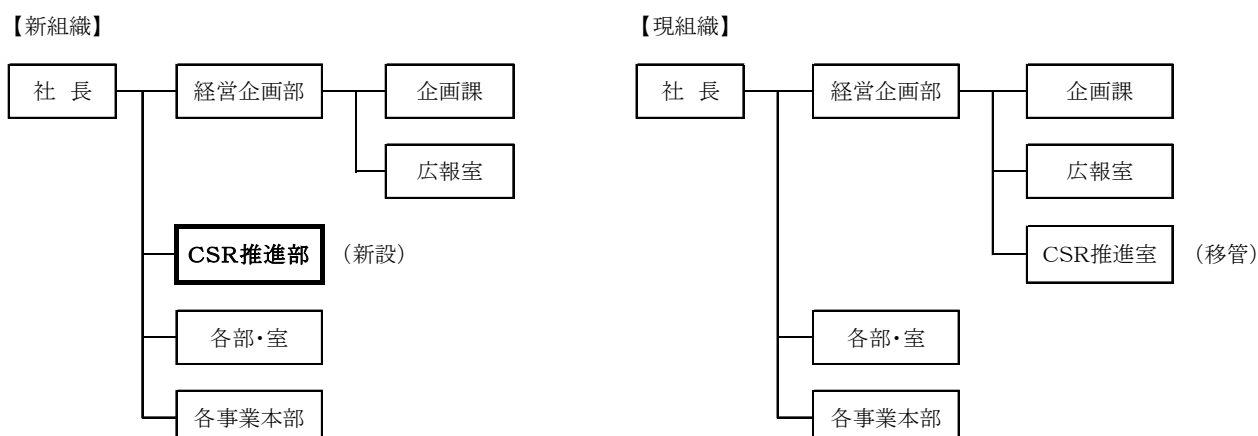 【新組織】
社 長
経営企画部
企画課
広報室
CSR推進部
（新設）
各部・室
各事業本部
【現組織】
社 長
経営企画部
企画課
広報室
CSR推進室
（移管）
各部・室
各事業本部